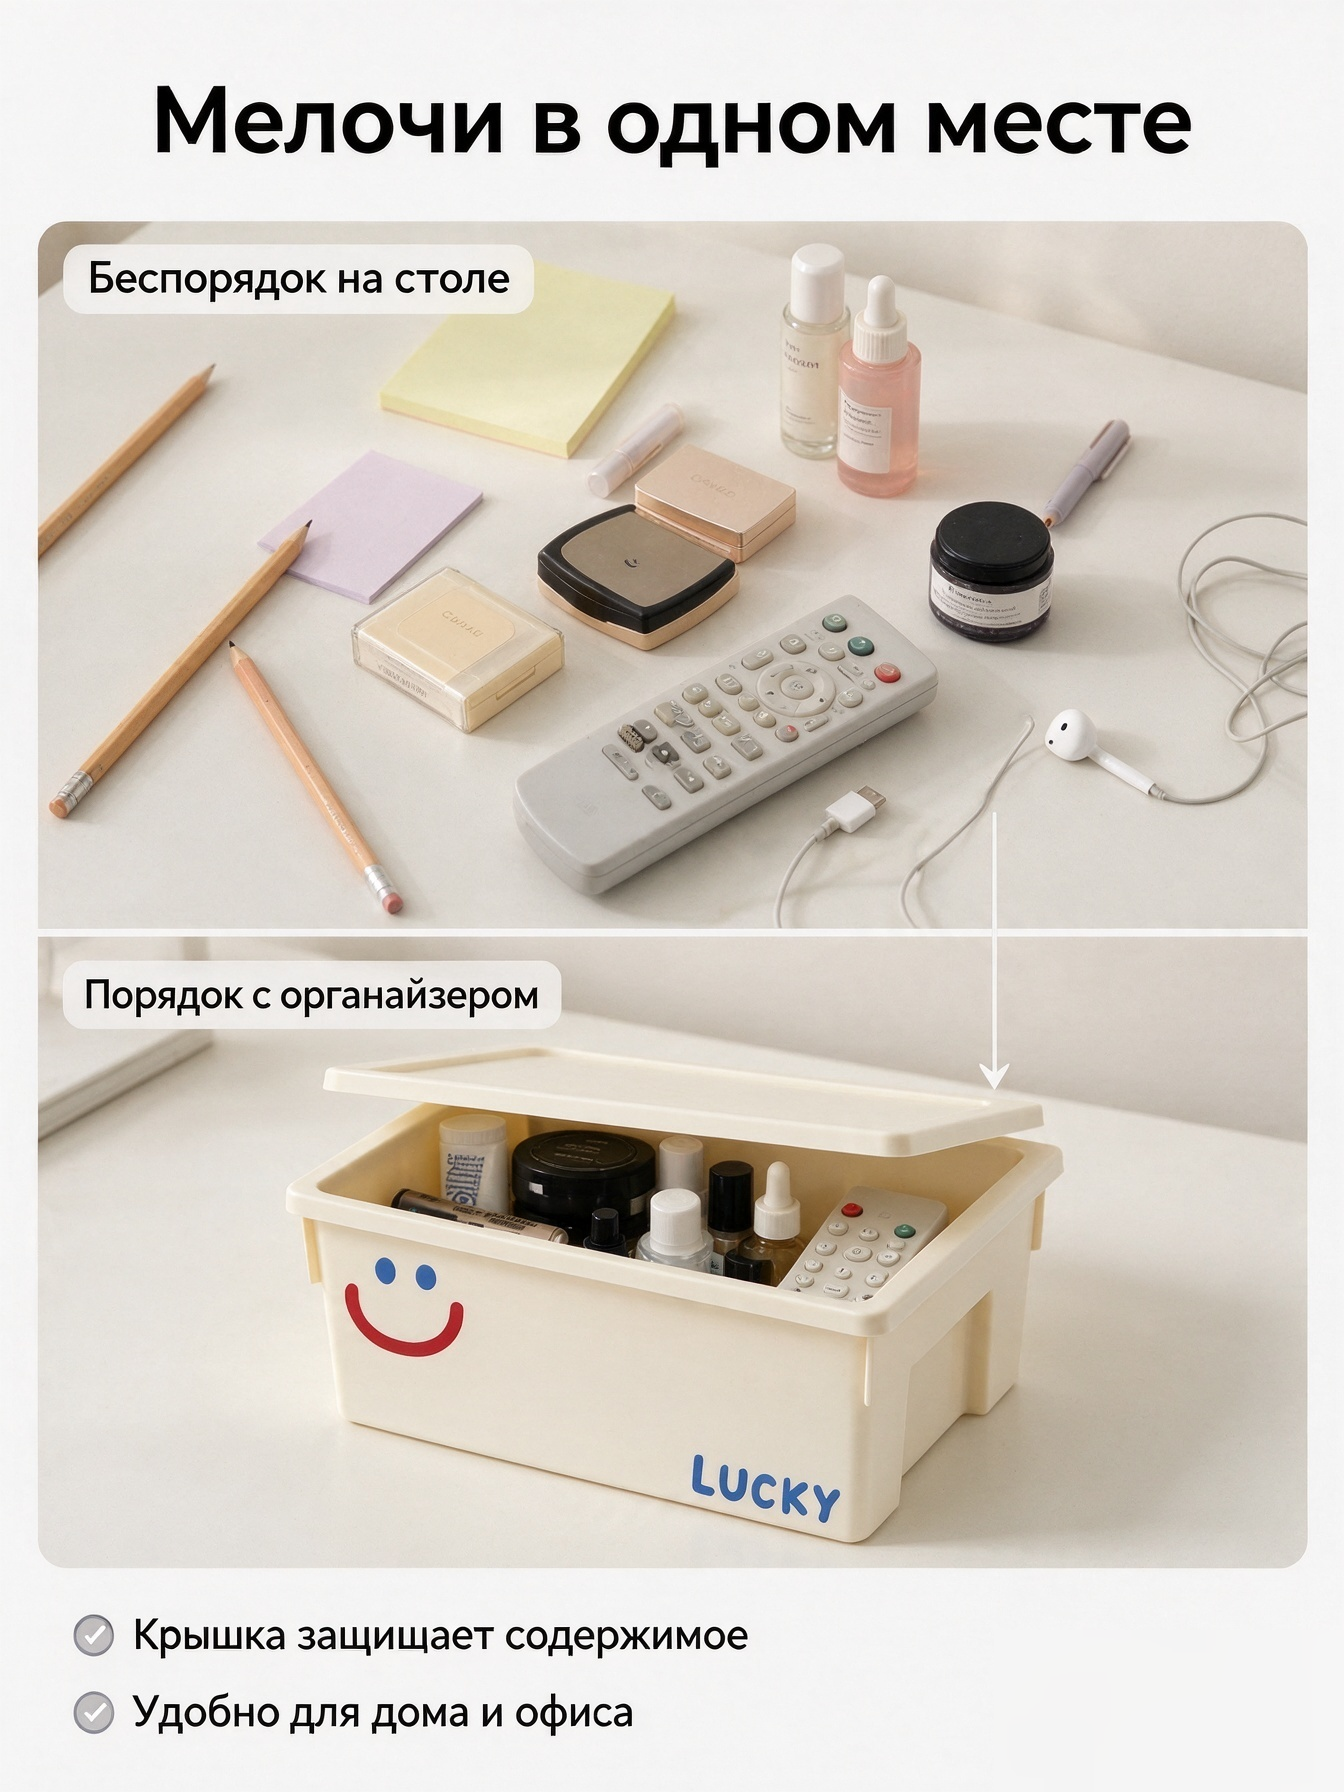 Мелочи в одном месте
Беспорядок на столе
Порядок с органайзером
LUCKY
Крышка защищает содержимое
Удобно для дома и офиса